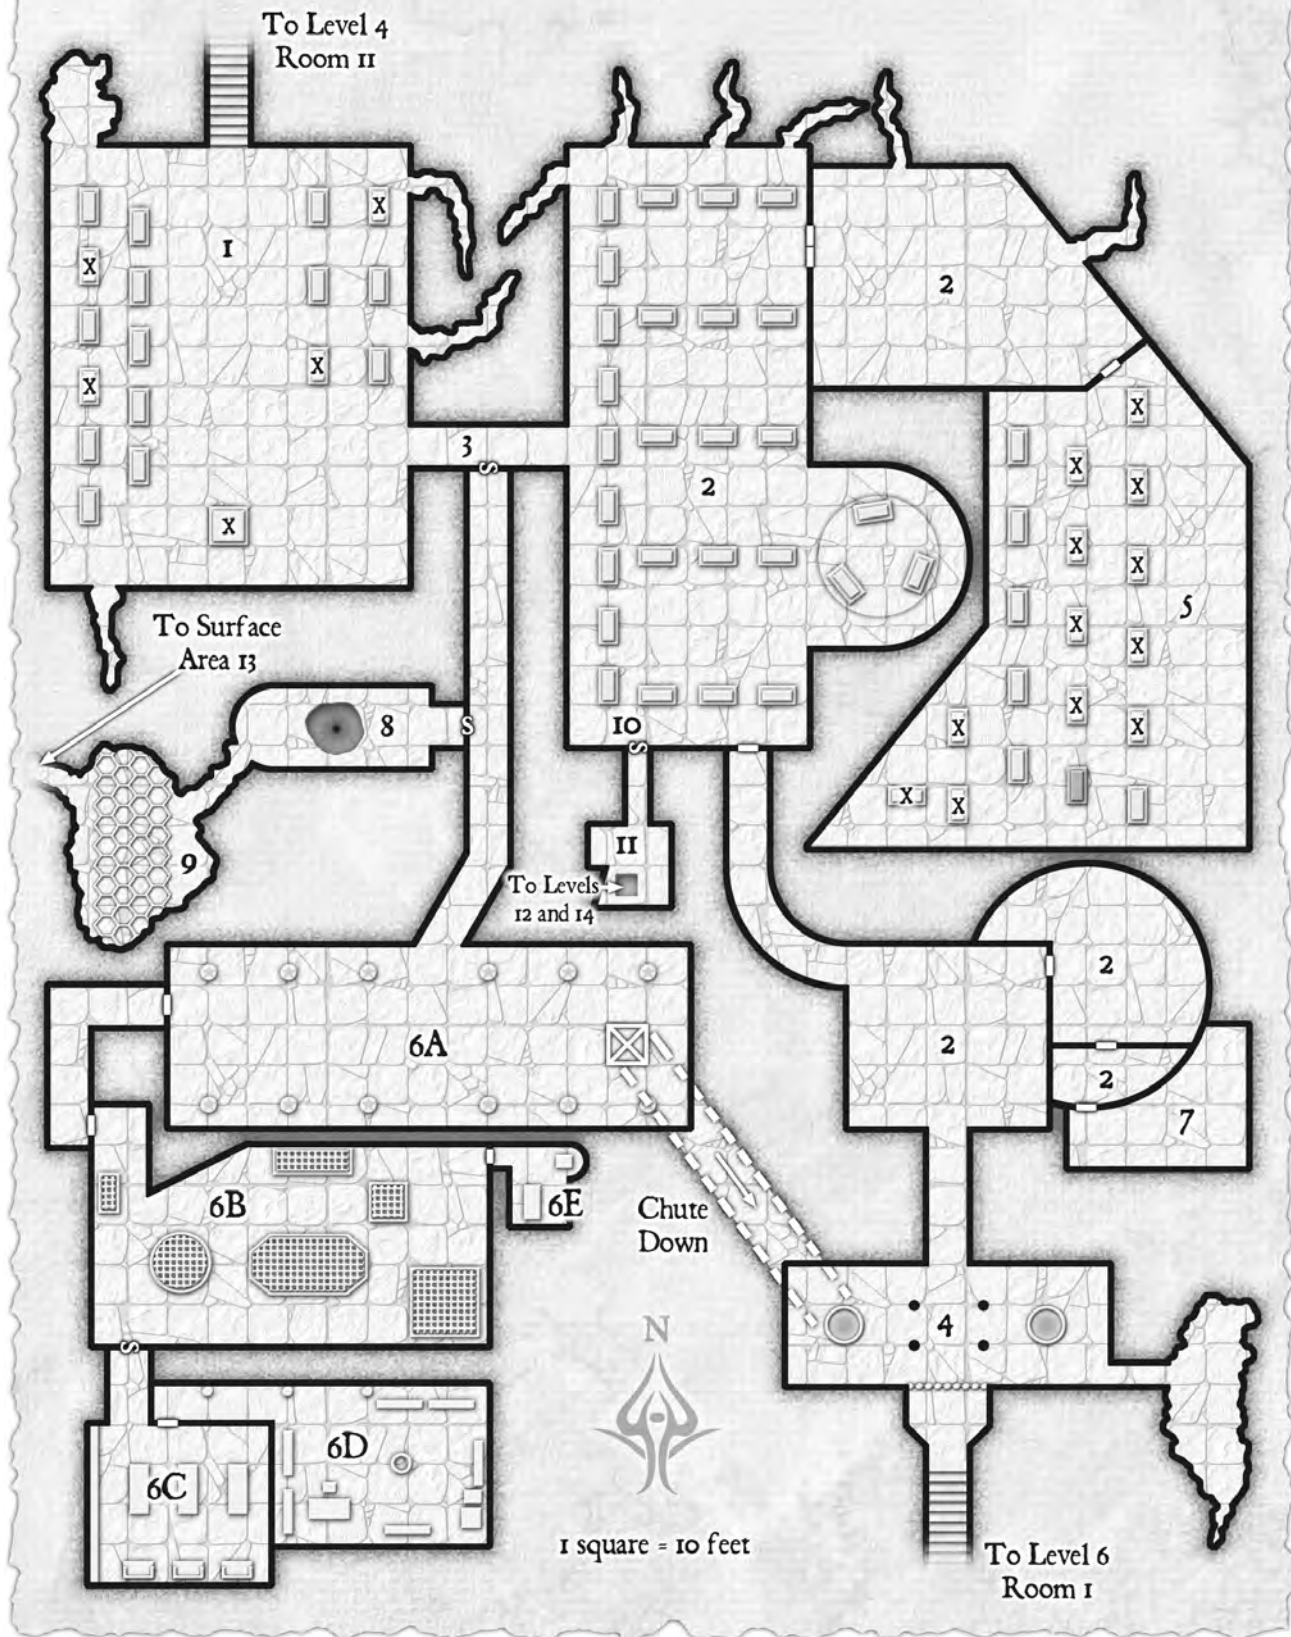 To Level 4
Room 11
X
1
X
X
X
X
X
2
3
S
2
X
X
X
X
X
X
X
X
X
X
X
X
X
5
To Surface
Area 13
8
S
10
S
9
11
To Levels
12 and 14
6A
2
2
2
7
6B
6E
Chute
Down
S
N
4
6C
6D
1 square = 10 feet
To Level 6
Room 1